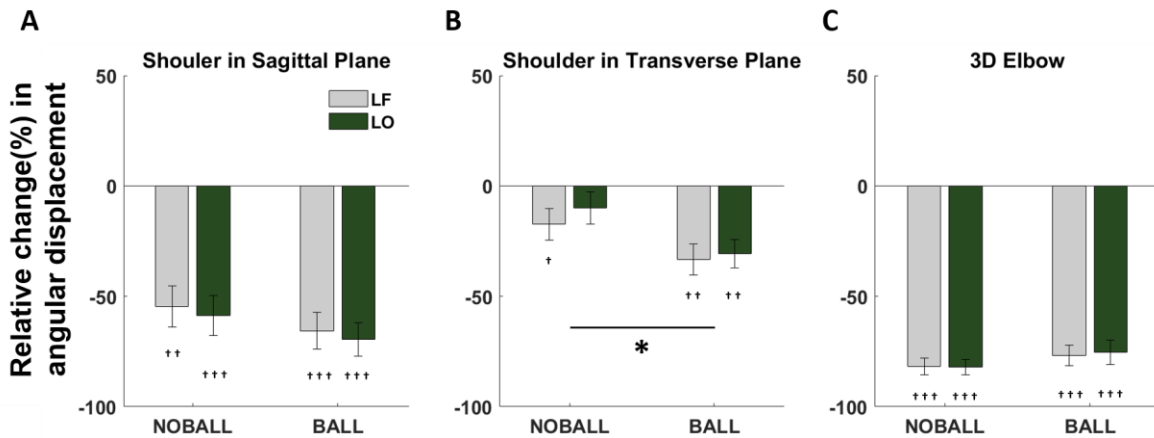 A
B
C
Shouler in Sagittal Plane
Shoulder in Transverse Plane
3D Elbow
Relative change(%) in
angular displacement
50
0
-50
-100
LF
LO
††
†††
†††
†††
NOBALL
BALL
50
0
-50
-100
†
††
††
*
NOBALL
BALL
50
0
-50
-100
†††
†††
†††
†††
NOBALL
BALL